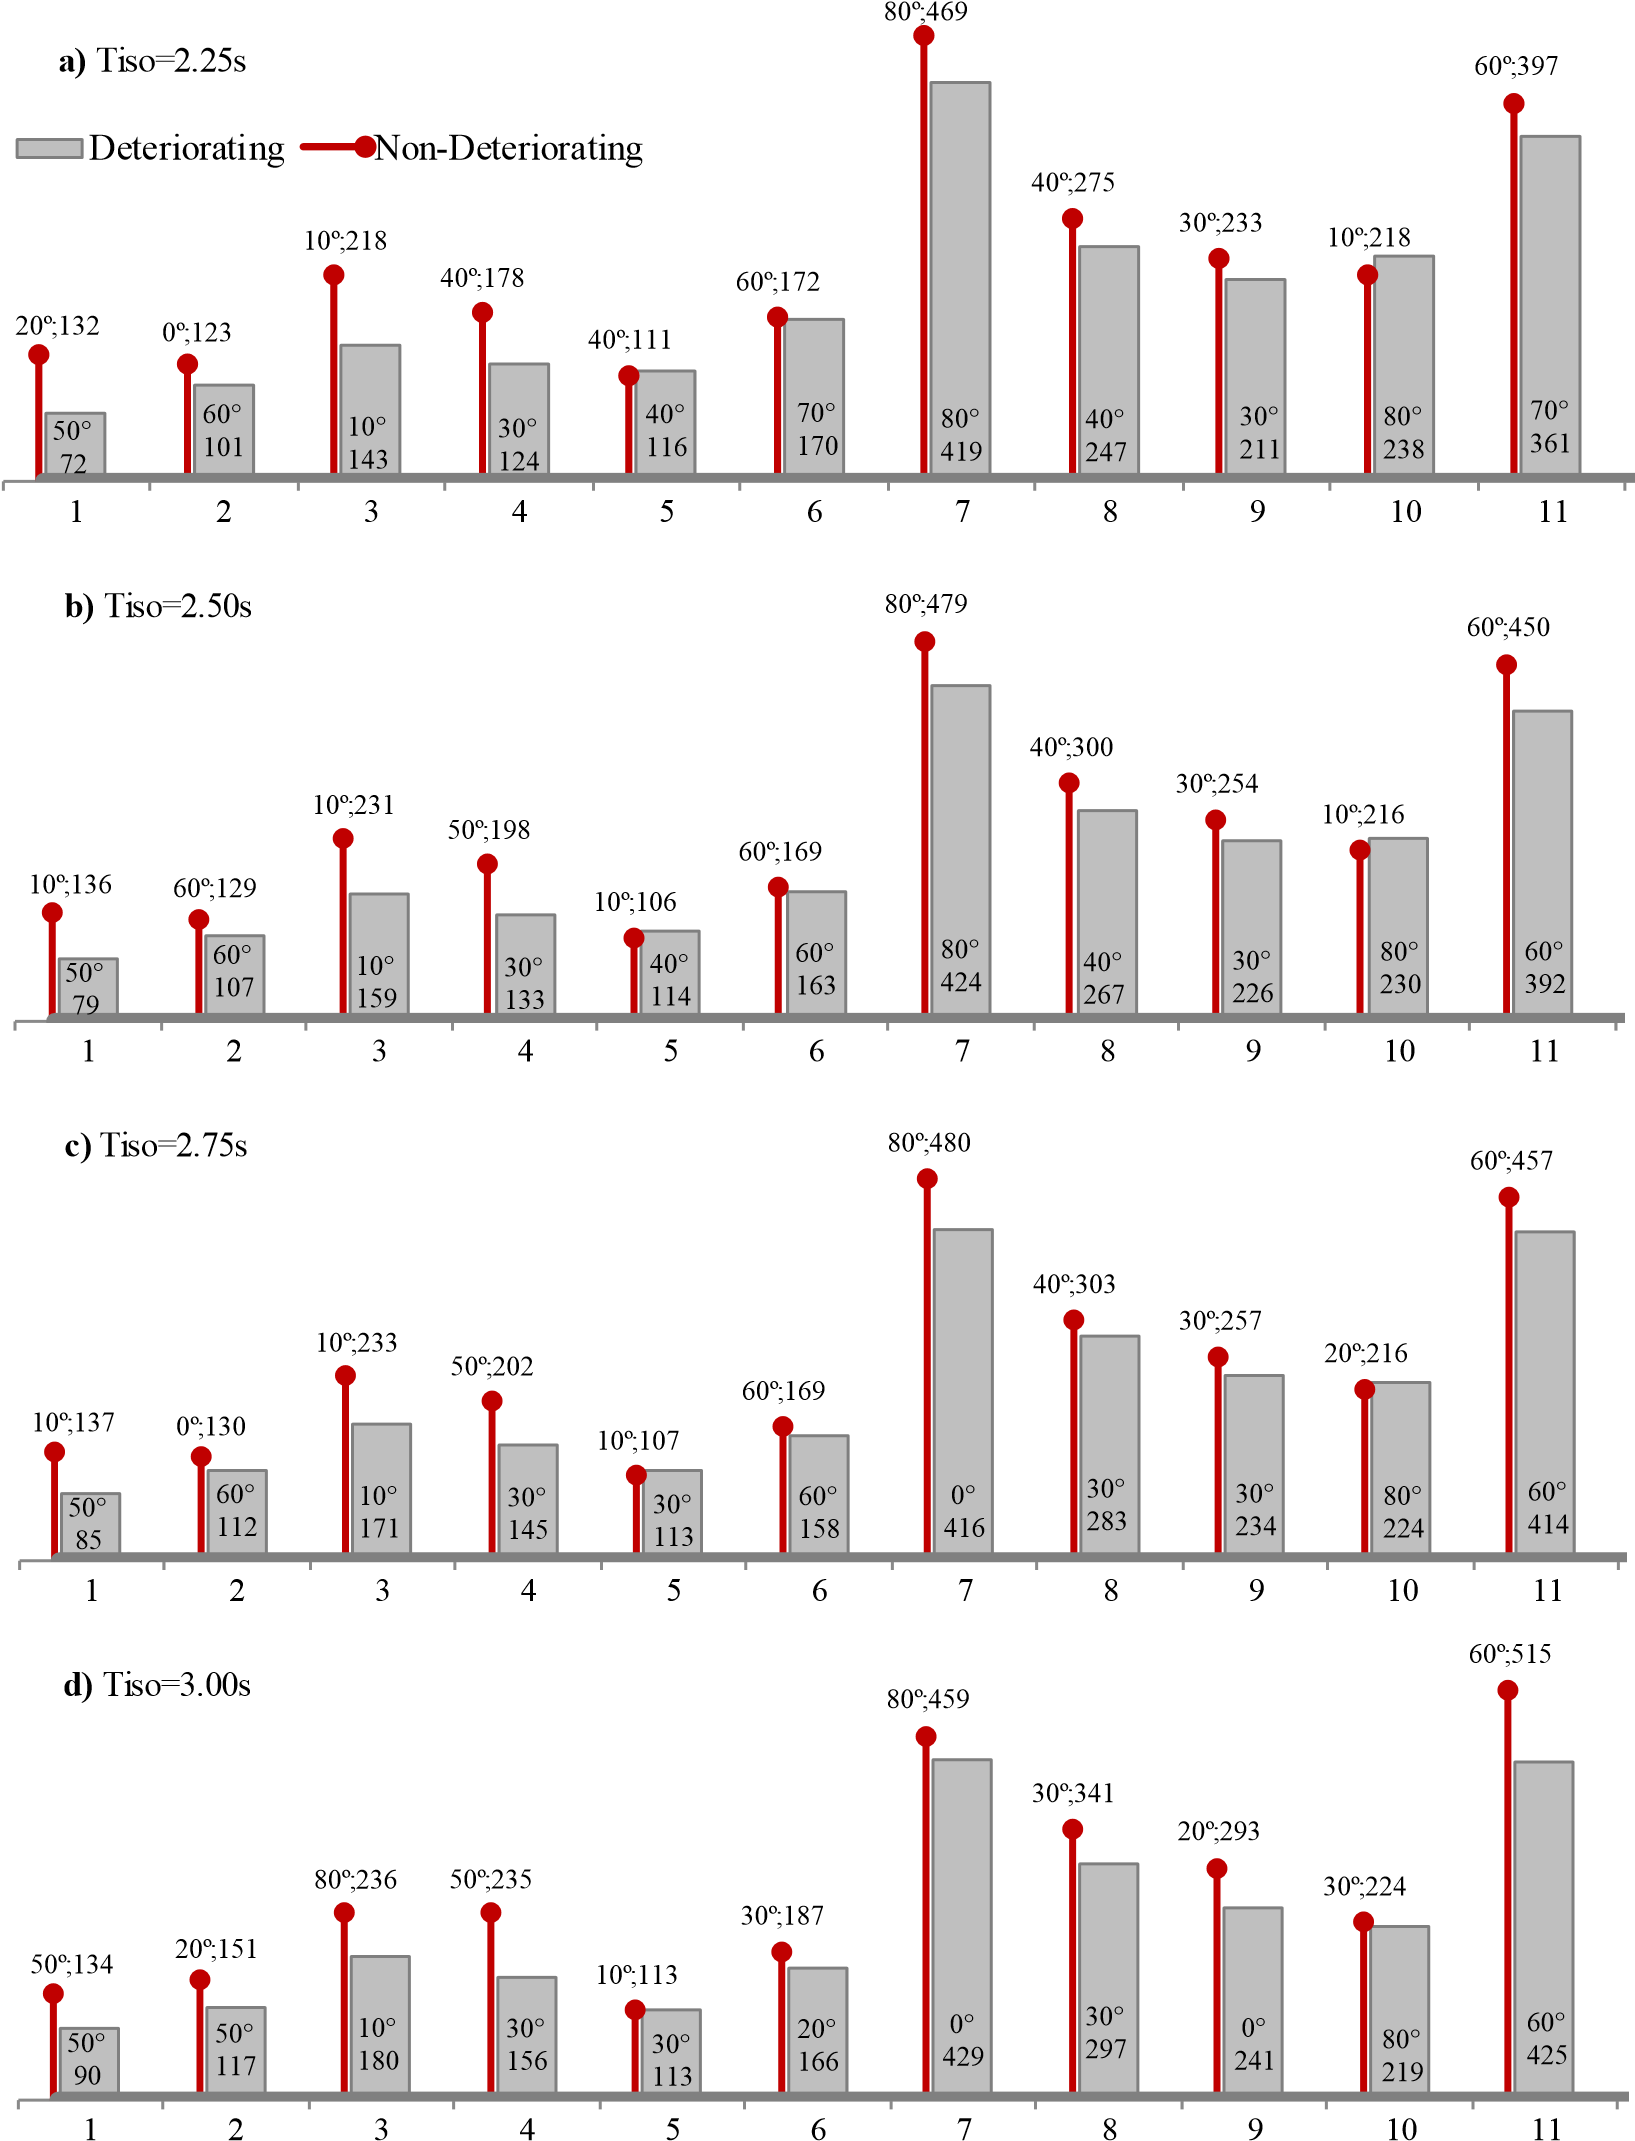 a) Tiso=2.25s
Deteriorating Non-Deteriorating
20º;132 0º;123 10º;218 40º;178 40º;111 60º;172 80º;469 40º;275 30º;233 10º;218 60º;397
50° 60° 10° 30° 40° 70° 80° 40° 30° 80° 70°
72 101 143 124 116 170 419 247 211 238 361
1 2 3 4 5 6 7 8 9 10 11
b) Tiso=2.50s
10º;136 60º;129 10º;231 50º;198 10º;106 60º;169 80º;479 40º;300 30º;254 10º;216 60º;450
50° 60° 10° 30° 40° 60° 80° 40° 30° 80° 60°
79 107 159 133 114 163 424 267 226 230 392
1 2 3 4 5 6 7 8 9 10 11
c) Tiso=2.75s
10º;137 0º;130 10º;233 50º;202 10º;107 60º;169 80º;480 40º;303 30º;257 20º;216 60º;457
50° 60° 10° 30° 30° 60° 0° 30° 30° 80° 60°
85 112 171 145 113 158 416 283 234 224 414
1 2 3 4 5 6 7 8 9 10 11
d) Tiso=3.00s
50º;134 20º;151 80º;236 50º;235 10º;113 30º;187 80º;459 30º;341 20º;293 30º;224 60º;515
50° 50° 10° 30° 30° 20° 0° 30° 0° 80° 60°
90 117 180 156 113 166 429 297 241 219 425
1 2 3 4 5 6 7 8 9 10 11